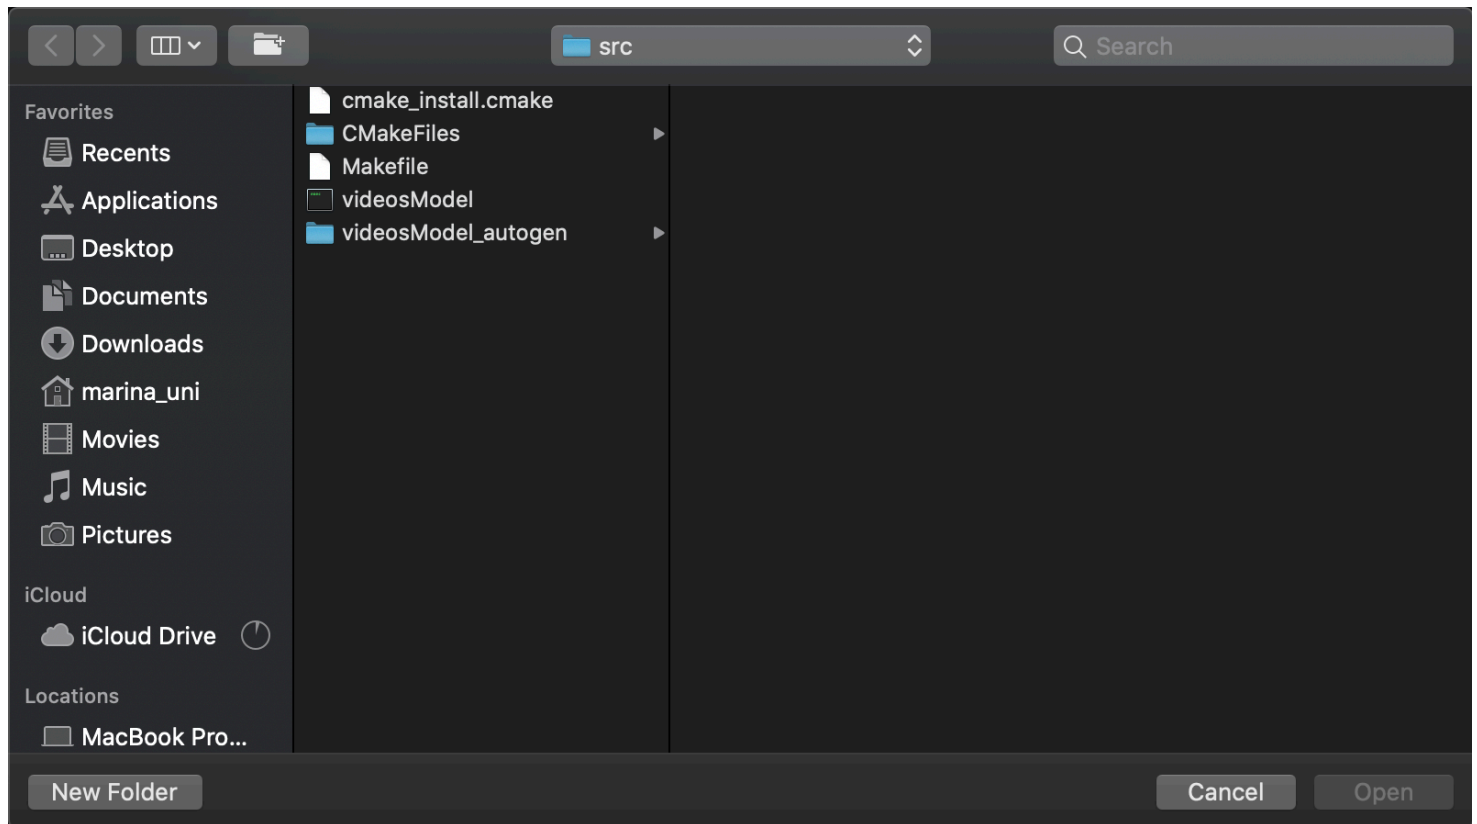 src
Search
Favorites
Recents
Applications
Desktop
Documents
Downloads
marina_uni
Movies
Music
Pictures
iCloud
iCloud Drive
Locations
MacBook Pro...
cmake_install.cmake
CMakeFiles
Makefile
videosModel
videosModel_autogen
New Folder
Cancel
Open